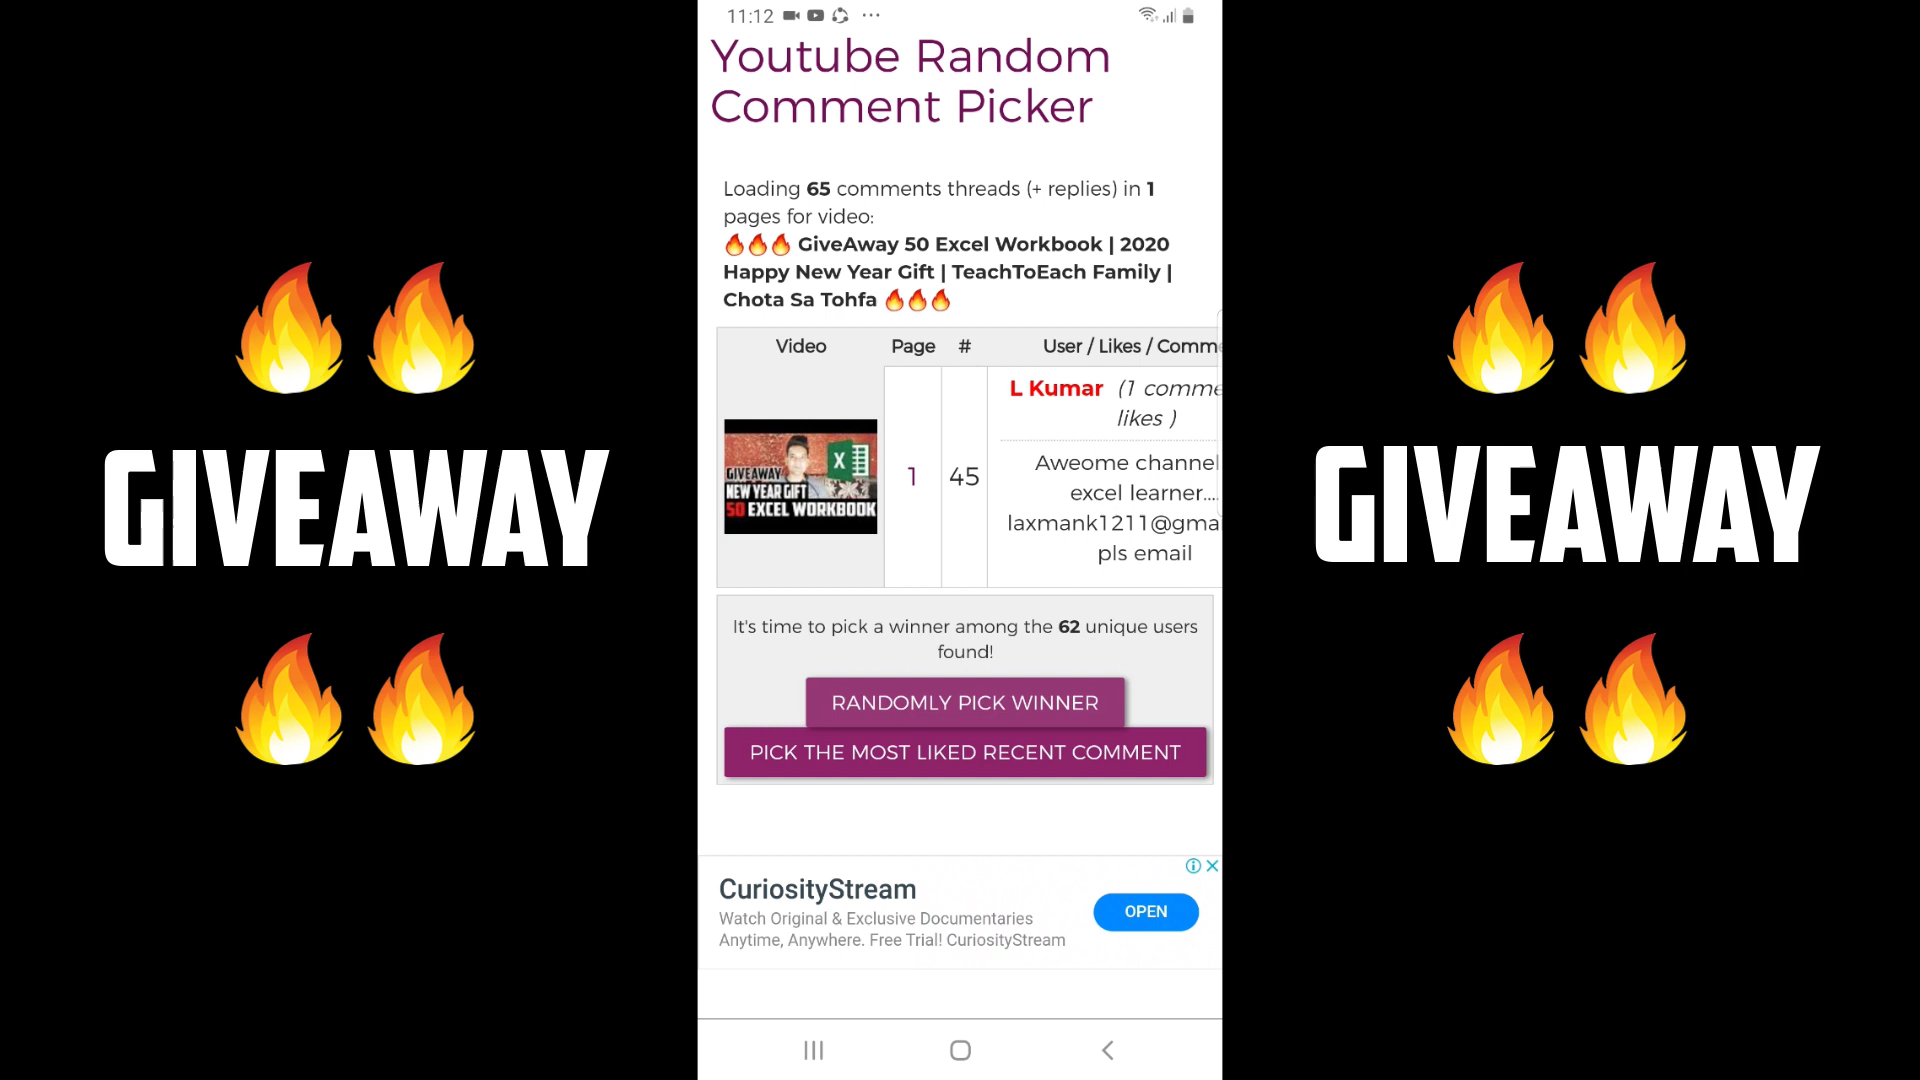 11:12
Youtube Random
Comment Picker
Loading 65 comments threads (+ replies) in 1
pages for video:
🔥🔥🔥 GiveAway 50 Excel Workbook | 2020
Happy New Year Gift | TeachToEach Family |
Chota Sa Tohfa 🔥🔥🔥
Video Page # User / Likes / Comme
L Kumar (1 comme
likes )
Aweome channel
excel learner....
laxmank1211@gmai
pls email
1 45
GIVEAWAY
NEW YEAR GIFT
50 EXCEL WORKBOOK
X
It's time to pick a winner among the 62 unique users
found!
RANDOMLY PICK WINNER
PICK THE MOST LIKED RECENT COMMENT
CuriosityStream
Watch Original & Exclusive Documentaries
Anytime, Anywhere. Free Trial! CuriosityStream
OPEN
GIVEAWAY
GIVEAWAY